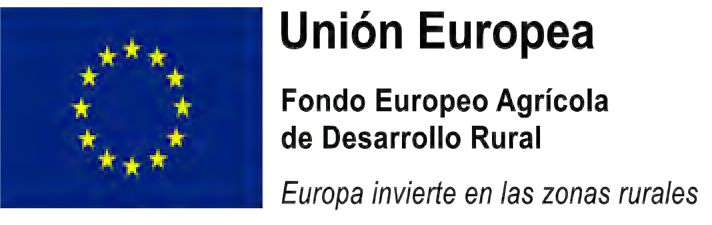 Unión Europea
Fondo Europeo Agrícola
de Desarrollo Rural
Europa invierte en las zonas rurales